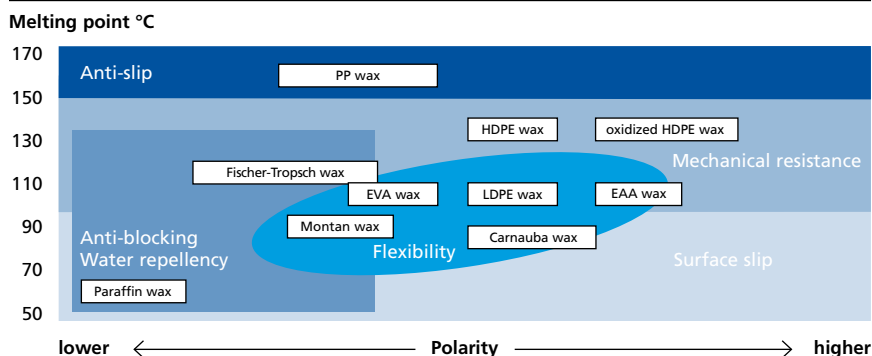 Melting point °C
170
Anti-slip
PP wax
150
130
HDPE wax
oxidized HDPE wax
Mechanical resistance
Fischer-Tropsch wax
110
EVA wax
LDPE wax
EAA wax
90
Montan wax
Carnauba wax
Anti-blocking
Water repellency
Flexibility
Surface slip
70
Paraffin wax
50
lower
Polarity
higher